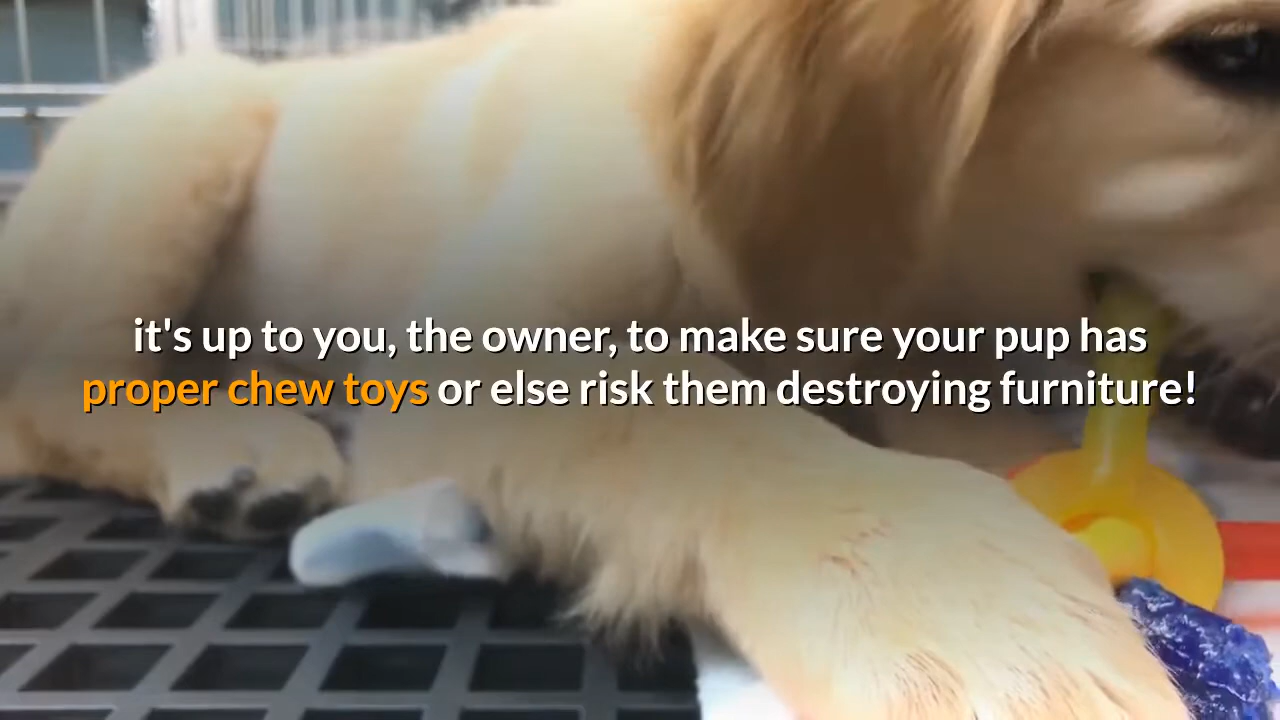 it's up to you, the owner, to make sure your pup has
proper chew toys or else risk them destroying furniture!